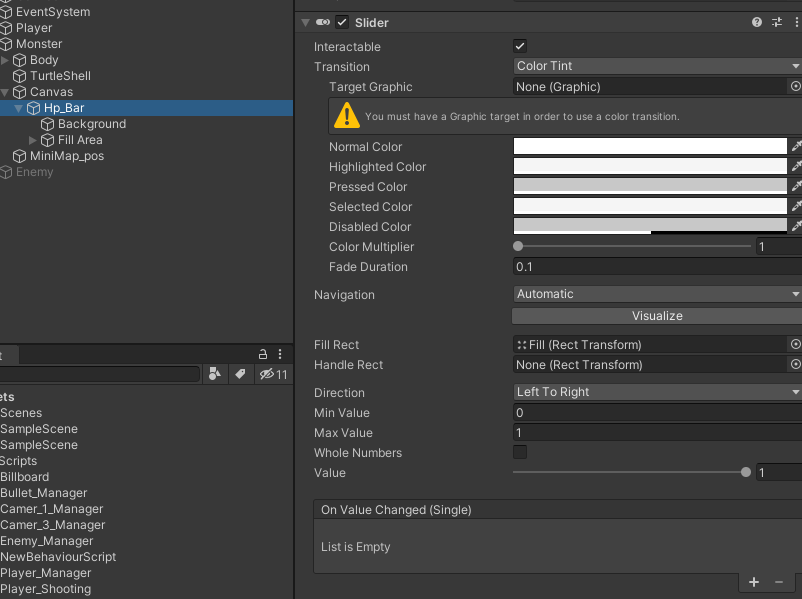 EventSystem
Player
Monster
Body
TurtleShell
Canvas
Hp_Bar
Background
Fill Area
MiniMap_pos
Enemy
11
Scenes
SampleScene
SampleScene
Scripts
Billboard
Bullet_Manager
Camer_1_Manager
Camer_3_Manager
Enemy_Manager
NewBehaviourScript
Player_Manager
Player_Shooting
Slider
Interactable
Transition Color Tint
Target Graphic None (Graphic)
You must have a Graphic target in order to use a color transition.
Normal Color
Highlighted Color
Pressed Color
Selected Color
Disabled Color
Color Multiplier 1
Fade Duration 0.1
Navigation Automatic
Visualize
Fill Rect Fill (Rect Transform)
Handle Rect None (Rect Transform)
Direction Left To Right
Min Value 0
Max Value 1
Whole Numbers
Value 1
On Value Changed (Single)
List is Empty